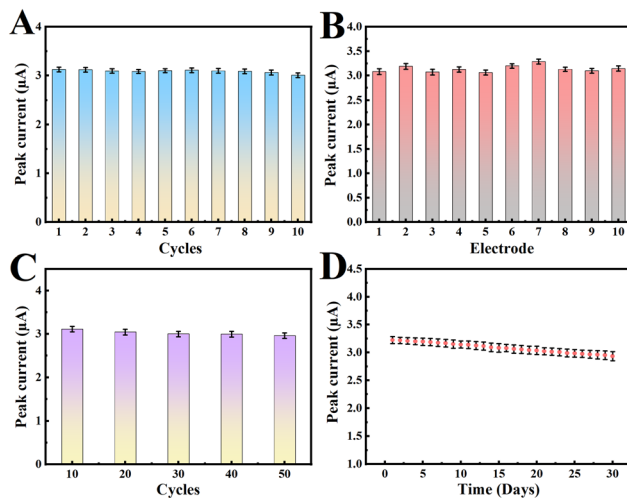 A
Peak current (μA)
4
3
2
1
0
1 2 3 4 5 6 7 8 9 10
Cycles
B
Peak current (μA)
4.0
3.5
3.0
2.5
2.0
1.5
1.0
0.5
0.0
1 2 3 4 5 6 7 8 9 10
Electrode
C
Peak current (μA)
4
3
2
1
0
10 20 30 40 50
Cycles
D
Peak current (μA)
4.5
4.0
3.5
3.0
2.5
2.0
1.5
1.0
0 5 10 15 20 25 30
Time (Days)